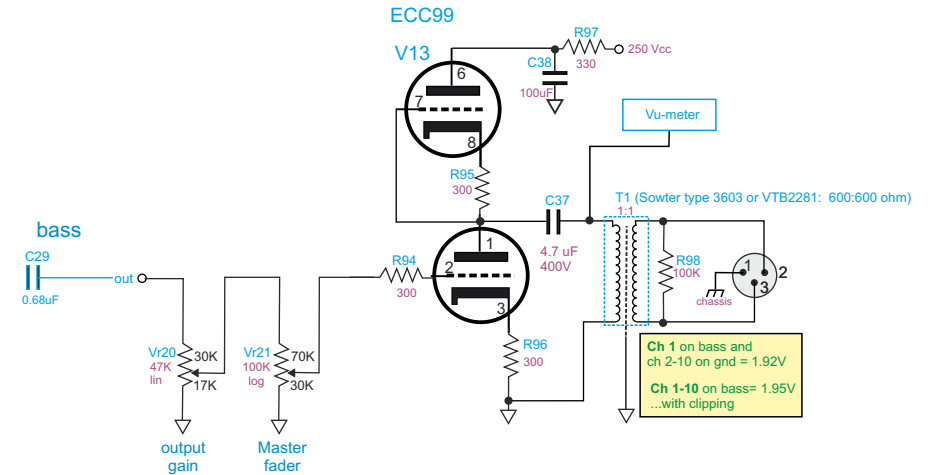 ECC99
V13
6
7
8
R97
330
250 Vcc
C38
100uF
Vu-meter
R95
300
C37
4.7 uF
400V
T1 (Sowter type 3603 or VTB2281: 600:600 ohm)
1:1
bass
C29
0.68uF
out
R94
300
1
2
3
R98
100K
1
2
3
chassis
Vr20
47K
lin
30K
17K
Vr21
100K
log
70K
30K
R96
300
Ch 1 on bass and
ch 2-10 on gnd = 1.92V
Ch 1-10 on bass= 1.95V
...with clipping
output
gain
Master
fader